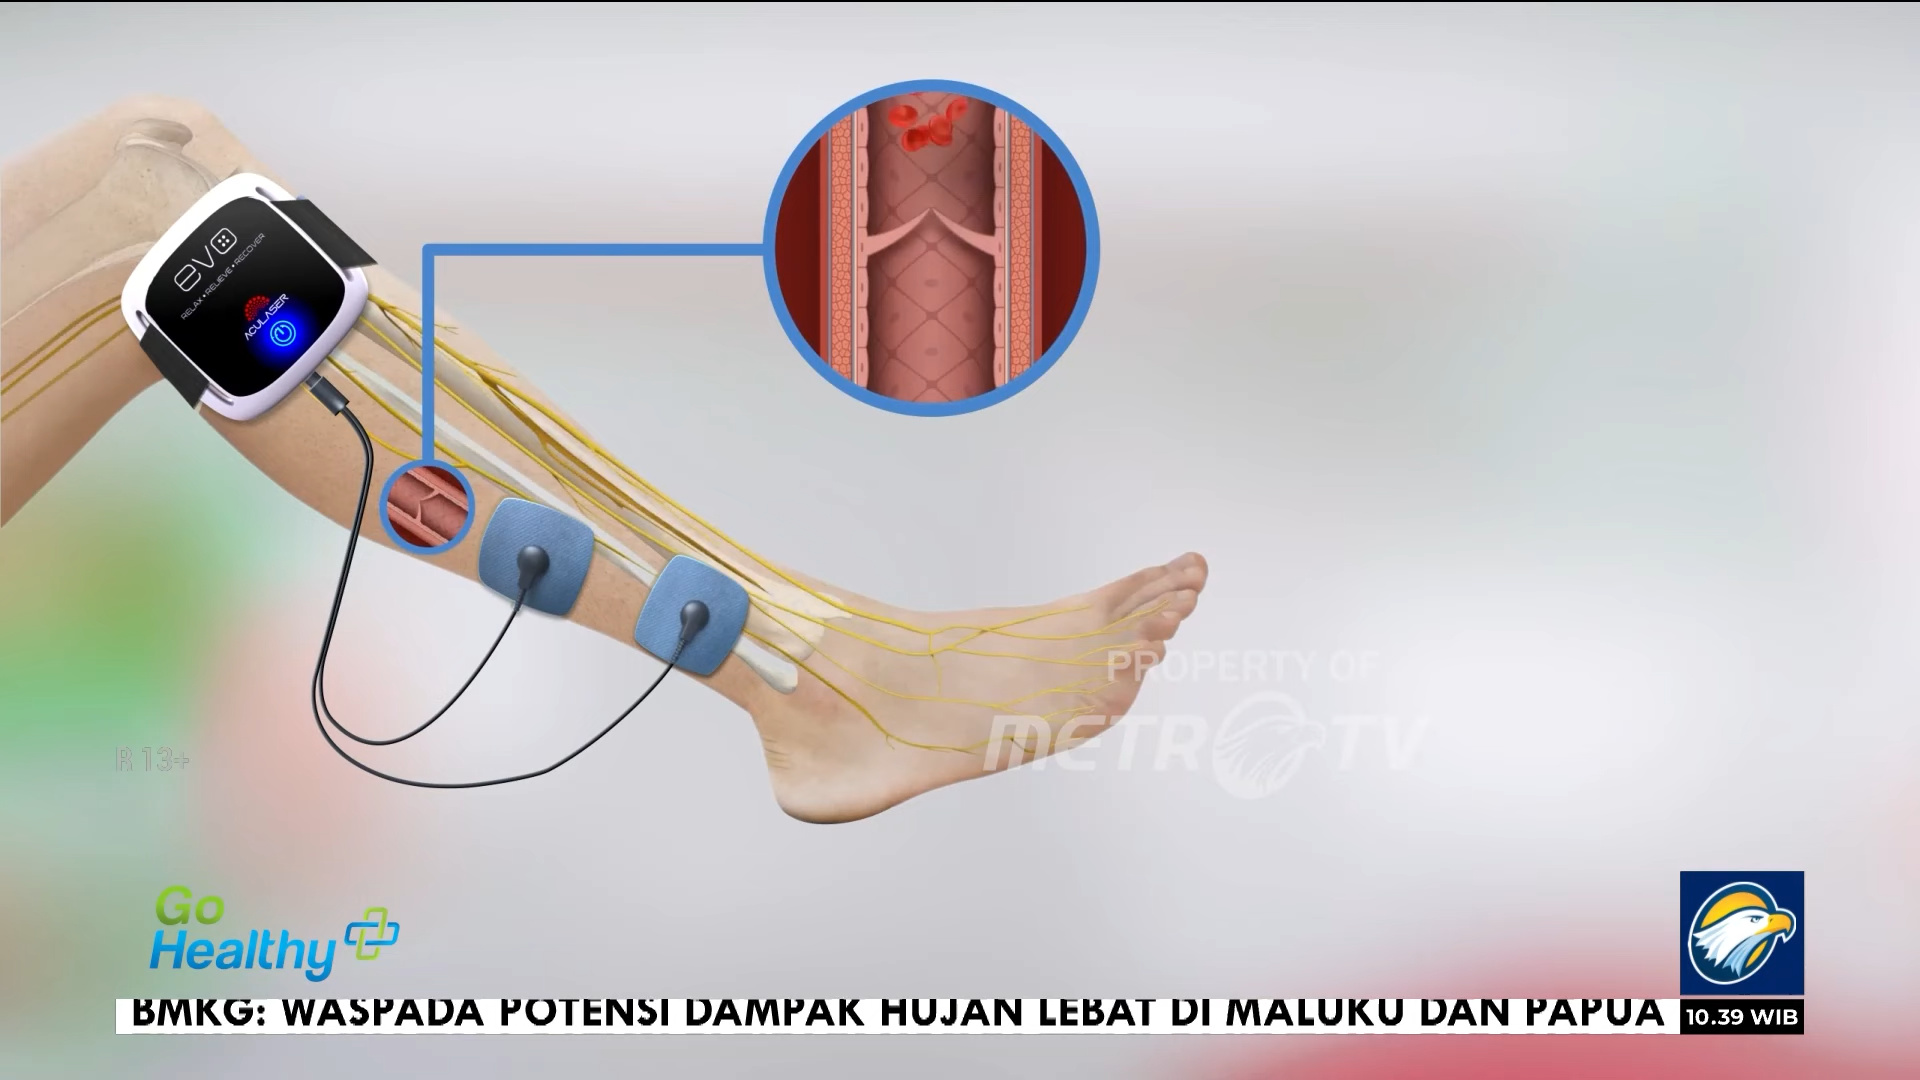 evo
RELAX • RELIEVE • RECOVER
ACULASER
PROPERTY OF
METRO TV
R 13+
Go
Healthy
BMKG: WASPADA POTENSI DAMPAK HUJAN LEBAT DI MALUKU DAN PAPUA
10.39 WIB